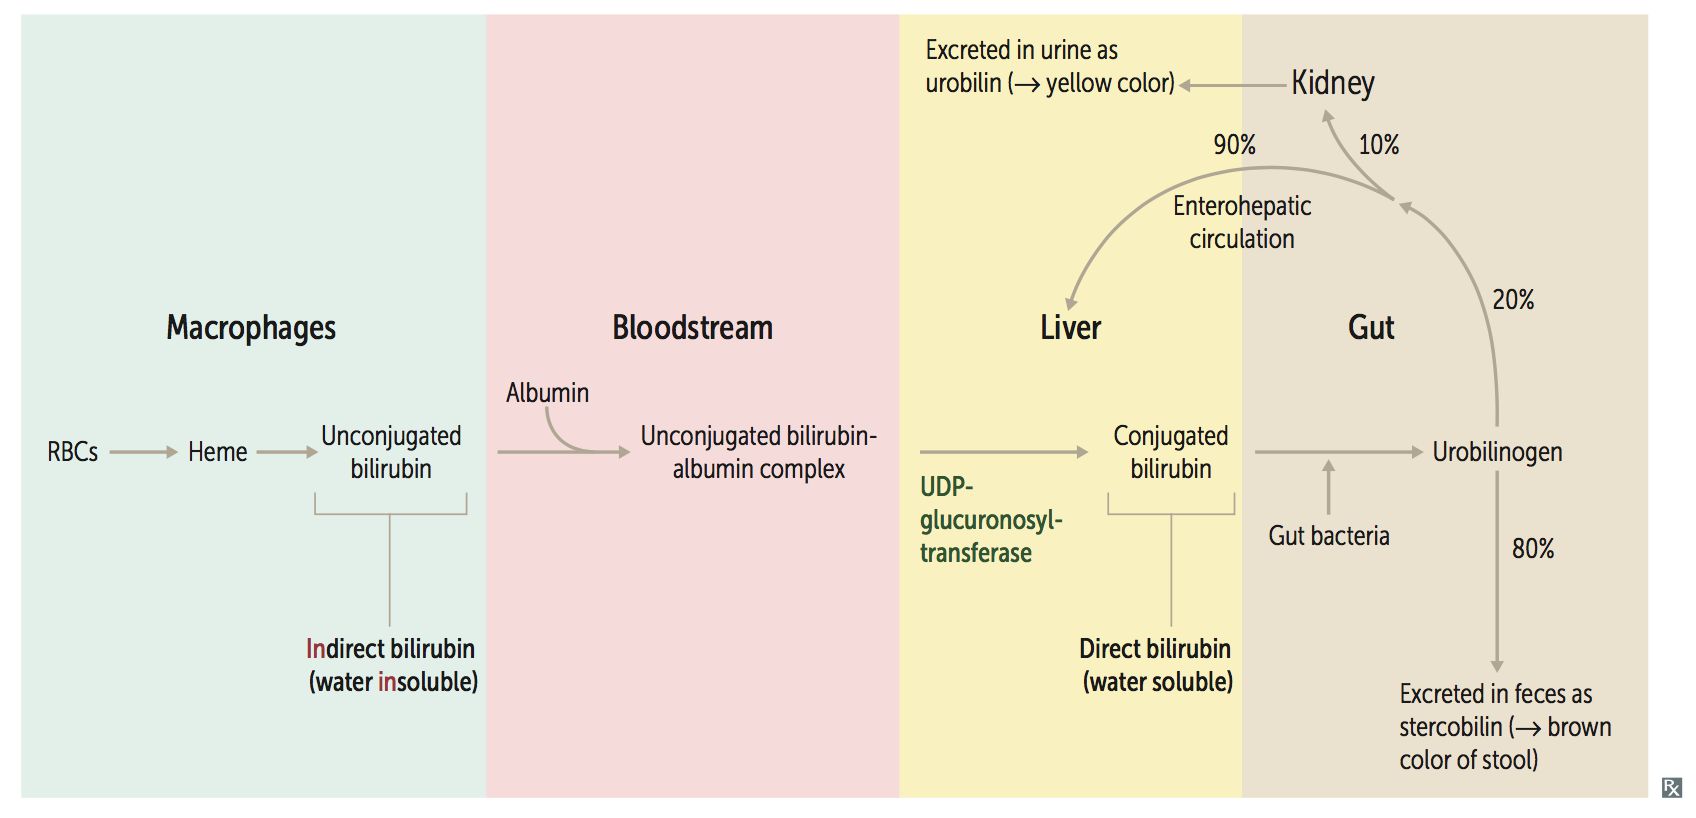 Excreted in urine as
urobilin (→ yellow color)
Kidney
90%
10%
Enterohepatic
circulation
20%
Macrophages
Bloodstream
Liver
Gut
Albumin
RBCs
Heme
Unconjugated
bilirubin
Unconjugated bilirubin-
albumin complex
Conjugated
bilirubin
Urobilinogen
UDP-
glucuronosyl-
transferase
Gut bacteria
80%
Indirect bilirubin
(water insoluble)
Direct bilirubin
(water soluble)
Excreted in feces as
stercobilin (→ brown
color of stool)
Rx